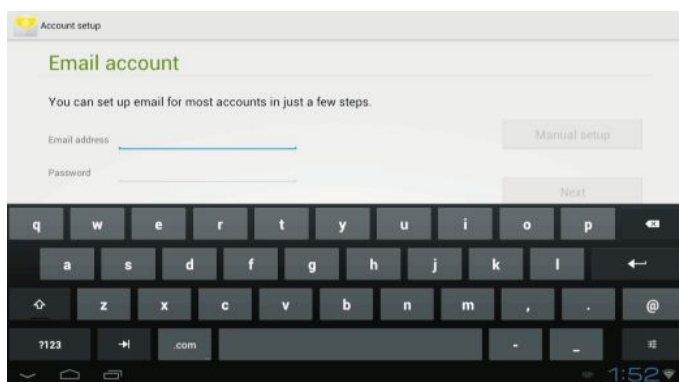 Account setup
Email account
You can set up email for most accounts in just a few steps.
Email address
Manual setup
Password
Next
q w e r t y u i o p
a s d f g h j k l
z x c v b n m , . @
?123 .com - _
1:52